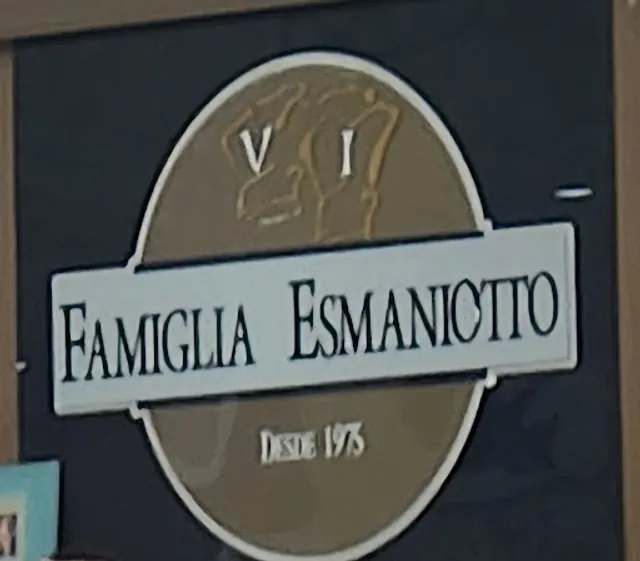 V I
FAMIGLIA ESMANIOTTO
DESDE 1975